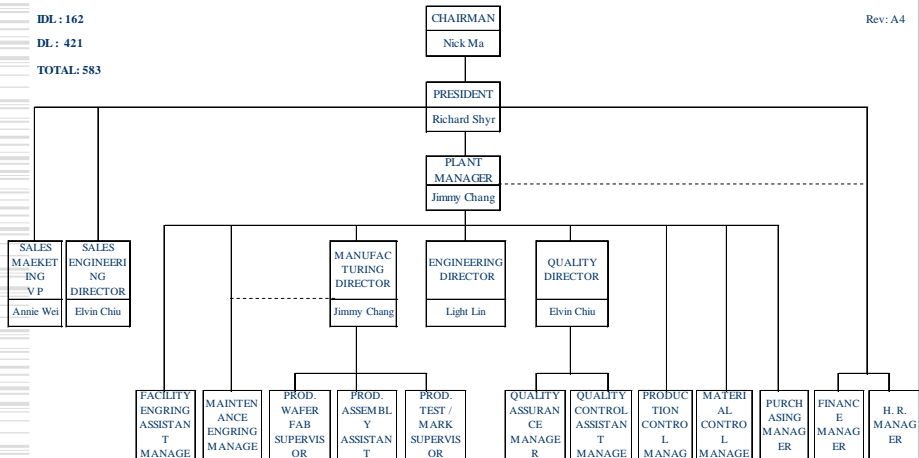 IDL : 162
DL : 421
TOTAL: 583
Rev: A4
CHAIRMAN
Nick Ma
PRESIDENT
Richard Shyr
PLANT
MANAGER
Jimmy Chang
SALES
MAEKET
ING
V P
Annie Wei
SALES
ENGINEERI
NG
DIRECTOR
Elvin Chiu
MANUFAC
TURING
DIRECTOR
Jimmy Chang
ENGINEERING
DIRECTOR
Light Lin
QUALITY
DIRECTOR
Elvin Chiu
FACILITY
ENGRING
ASSISTAN
T
MANAGE
MAINTEN
ANCE
ENGRING
MANAGE
PROD.
WAFER
FAB
SUPERVIS
OR
PROD.
ASSEMBL
Y
ASSISTAN
T
PROD.
TEST /
MARK
SUPERVIS
OR
QUALITY
ASSURAN
CE
MANAGE
R
QUALITY
CONTROL
ASSISTAN
T
MANAGE
PRODUC
TION
CONTRO
L
MANAG
MATERI
AL
CONTRO
L
MANAGE
PURCH
ASING
MANAG
ER
FINANC
E
MANAG
ER
H. R.
MANAG
ER